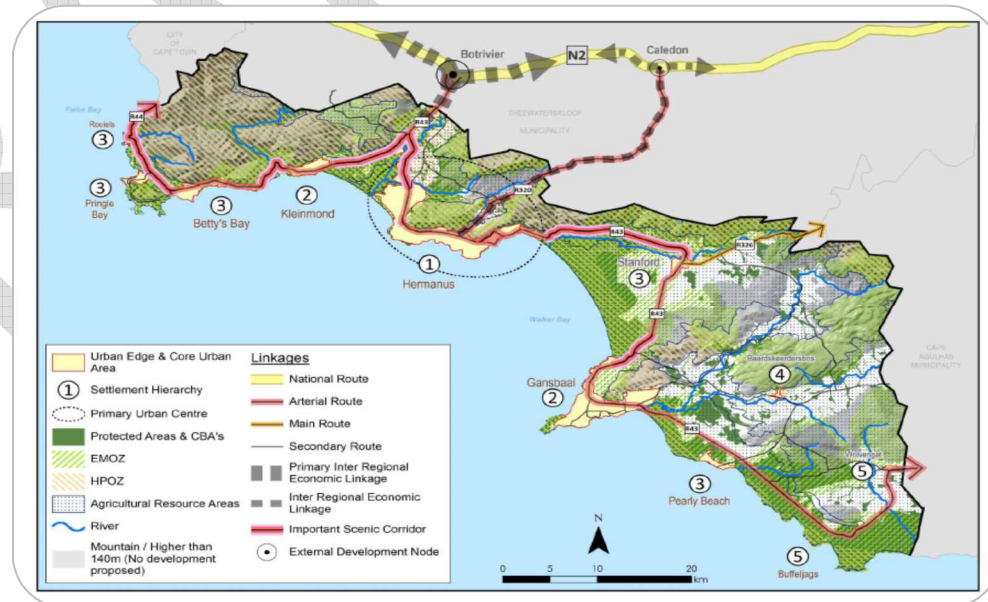 CITY
OF
CAPE TOWN
Botrivier
N2
Caledon
False Bay
R44
Rooiels
3
THEEWATERSKLOOF
MUNICIPALITY
R43
3
Pringle
Bay
3
Betty's Bay
2
Kleinmond
R320
1
Hermanus
R43
R326
Stanford
3
Walker Bay
R43
CAPE
AGULHAS
MUNICIPALITY
Baardskeerdersbos
4
Gansbaai
2
R43
Wolvengat
5
3
Pearly Beach
5
Buffeljags
Urban Edge & Core Urban
Area
1 Settlement Hierarchy
Primary Urban Centre
Protected Areas & CBA's
EMOZ
HPOZ
Agricultural Resource Areas
River
Mountain / Higher than
140m (No development
proposed)
Linkages
National Route
Arterial Route
Main Route
Secondary Route
Primary Inter Regional
Economic Linkage
Inter Regional Economic
Linkage
Important Scenic Corridor
External Development Node
N
0 5 10 20
km